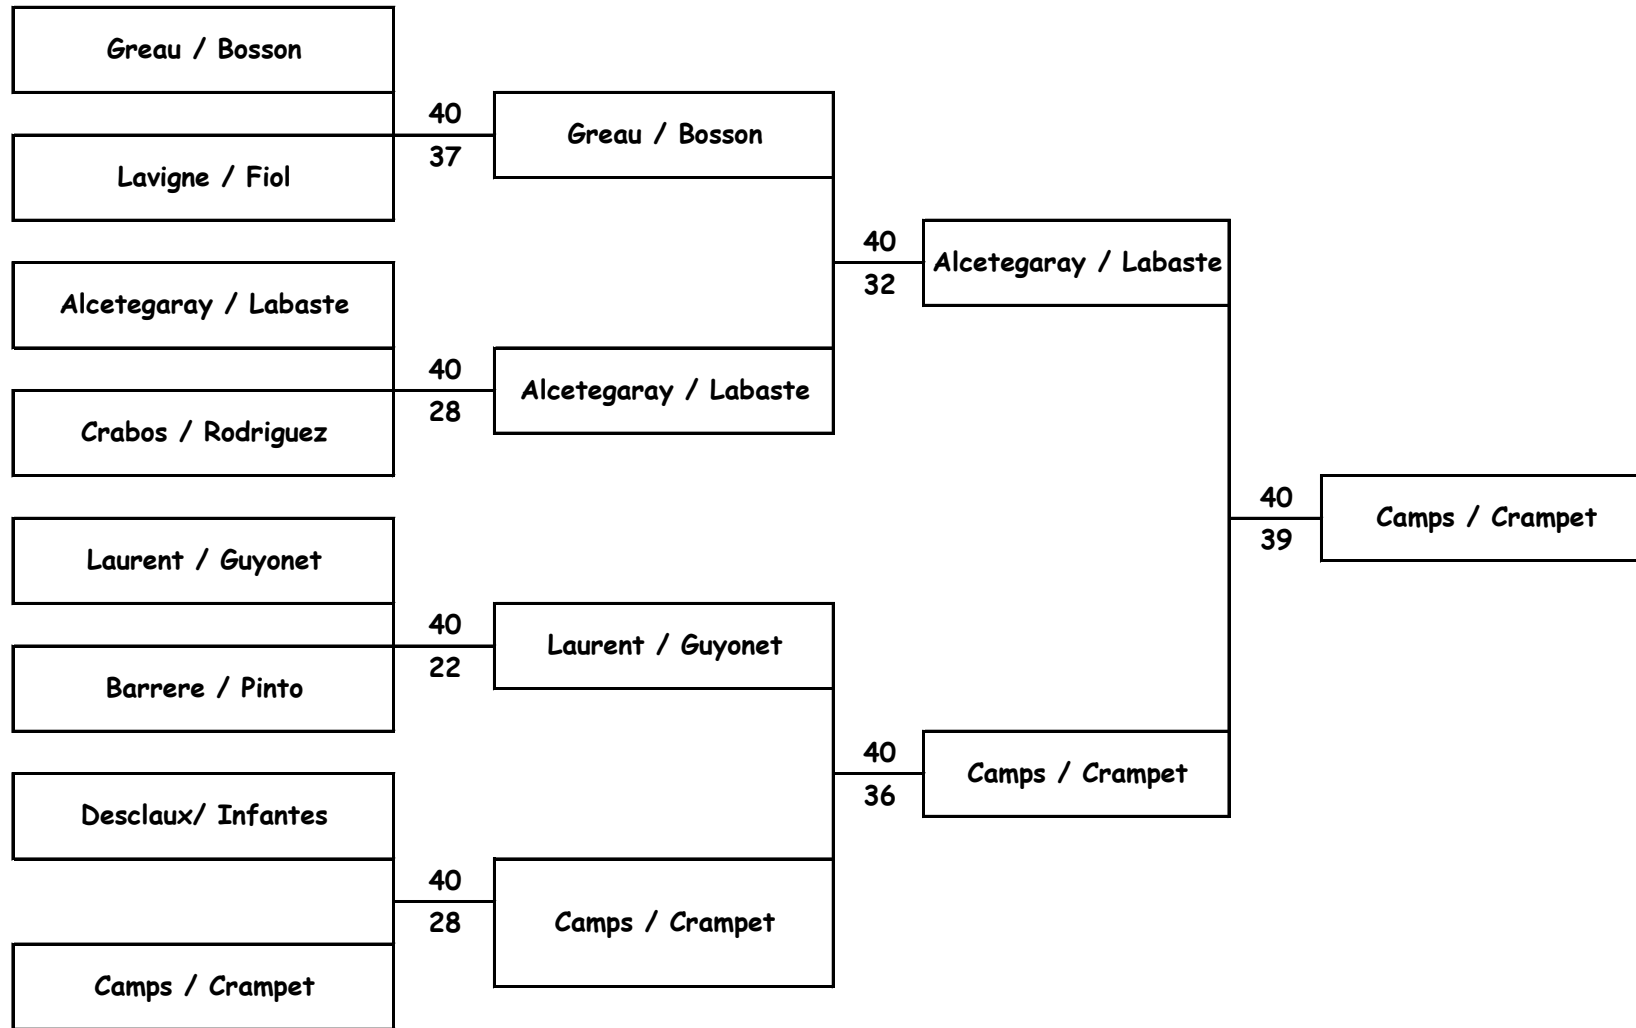 Greau / Bosson
40
37
Greau / Bosson
Lavigne / Fiol
40
32
Alcetegaray / Labaste
Alcetegaray / Labaste
40
28
Alcetegaray / Labaste
Crabos / Rodriguez
40
39
Camps / Crampet
Laurent / Guyonet
40
22
Laurent / Guyonet
Barrere / Pinto
40
36
Camps / Crampet
Desclaux/ Infantes
40
28
Camps / Crampet
Camps / Crampet